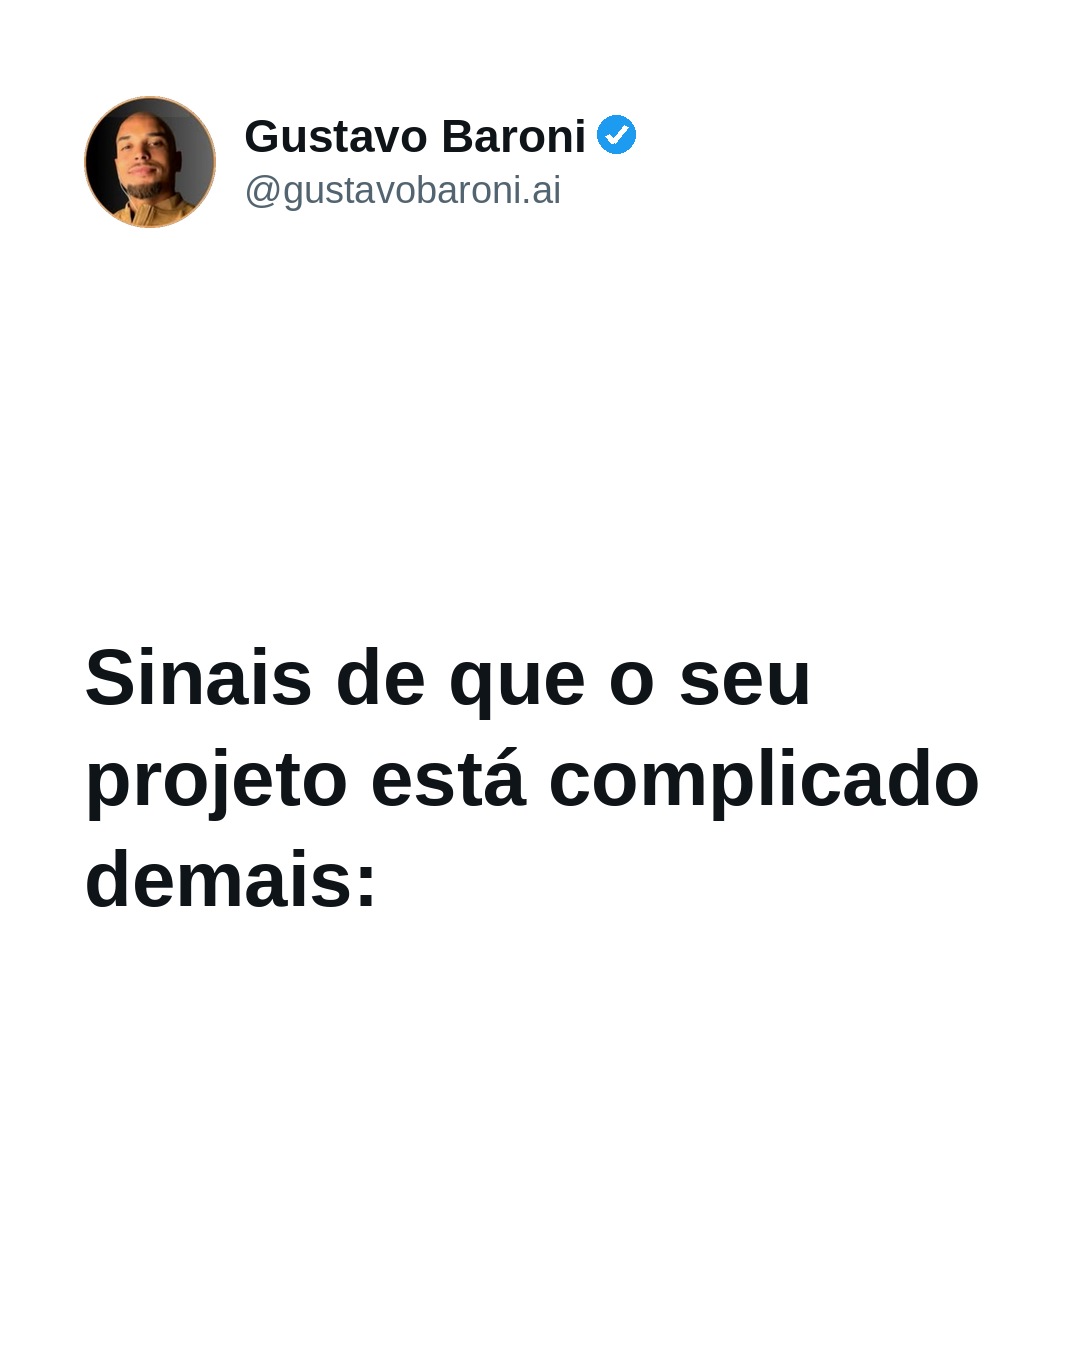 Gustavo Baroni
@gustavobaroni.ai
Sinais de que o seu
projeto está complicado
demais: